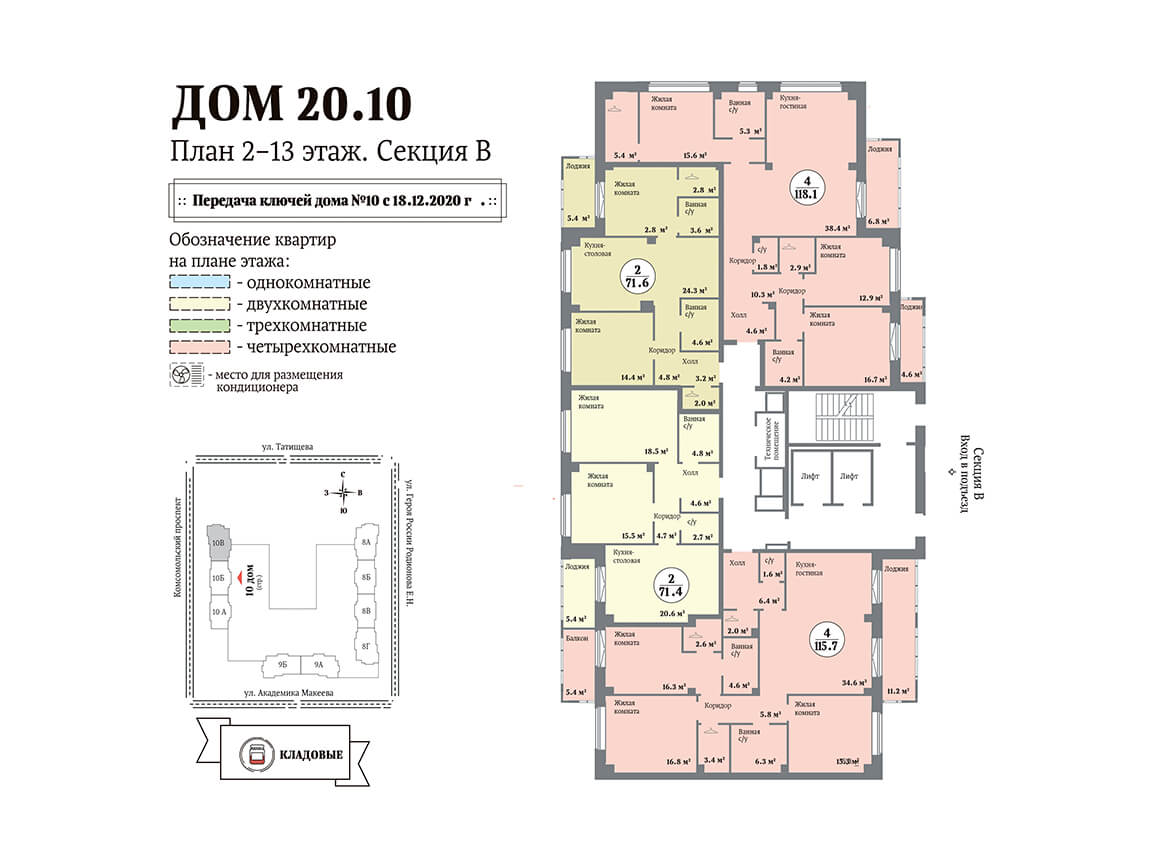 ДОМ 20.10
План 2-13 этаж. Секция В
:: Передача ключей дома №10 с 18.12.2020 г . ::
Обозначение квартир
на плане этажа:
- однокомнатные
- двухкомнатные
- трехкомнатные
- четырехкомнатные
- место для размещения
кондиционера
ул. Татищева
Комсомольский проспект
ул. Героя России Родионова Е.Н.
С
З
В
Ю
10В
10Б
10 А
10 дом
(стр.)
8А
8Б
8В
8Г
9Б
9А
ул. Академика Макеева
КЛАДОВЫЕ
5.4 м²
Жилая
комната
15.6 м²
Ванная
с/у
5.3 м²
Кухня-
гостиная
4
118.1
38.4 м²
Лоджия
6.8 м²
Лоджия
5.4 м²
Жилая
комната
2.8 м²
2.8 м²
Ванная
с/у
3.6 м²
Кухня-
столовая
2
71.6
24.3 м²
Ванная
с/у
4.6 м²
Жилая
комната
14.4 м²
Коридор
4.8 м²
Холл
3.2 м²
2.0 м²
Коридор
10.3 м²
с/у
1.8 м²
2.9 м²
Жилая
комната
12.9 м²
Коридор
Холл
4.6 м²
Ванная
с/у
4.2 м²
Жилая
комната
16.7 м²
Лоджия
4.6 м²
Жилая
комната
18.5 м²
Ванная
с/у
4.8 м²
Техническое
помещение
Лифт
Лифт
Секция В
Вход в подъезд
Жилая
комната
15.5 м²
Холл
4.6 м²
Коридор
4.7 м²
с/у
2.7 м²
Кухня-
столовая
2
71.4
20.6 м²
Лоджия
5.4 м²
Балкон
5.4 м²
Холл
6.4 м²
с/у
1.6 м²
Кухня-
гостиная
4
115.7
34.6 м²
Лоджия
11.2 м²
2.0 м²
Жилая
комната
16.3 м²
2.6 м²
Ванная
с/у
4.6 м²
Жилая
комната
16.8 м²
Коридор
5.8 м²
3.4 м²
Ванная
с/у
6.3 м²
Жилая
комната